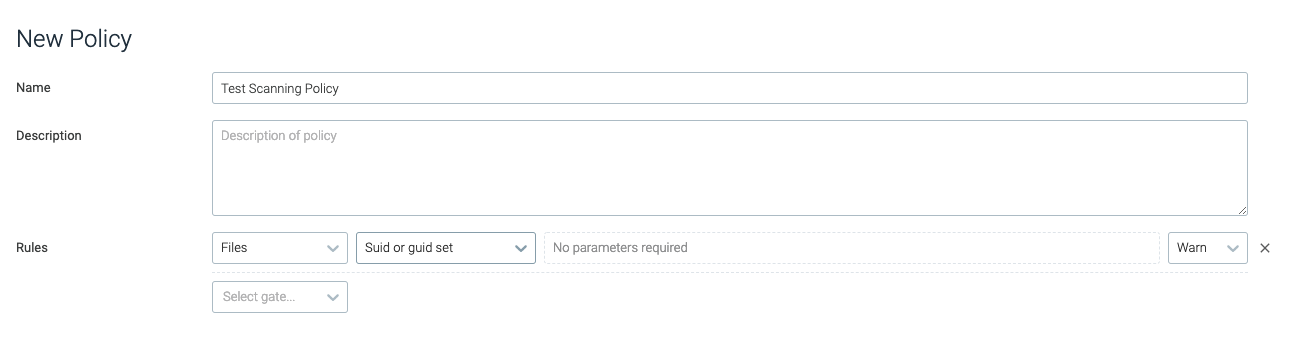 New Policy
Name
Test Scanning Policy
Description
Description of policy
Rules
Files
Suid or guid set
No parameters required
Warn
Select gate...